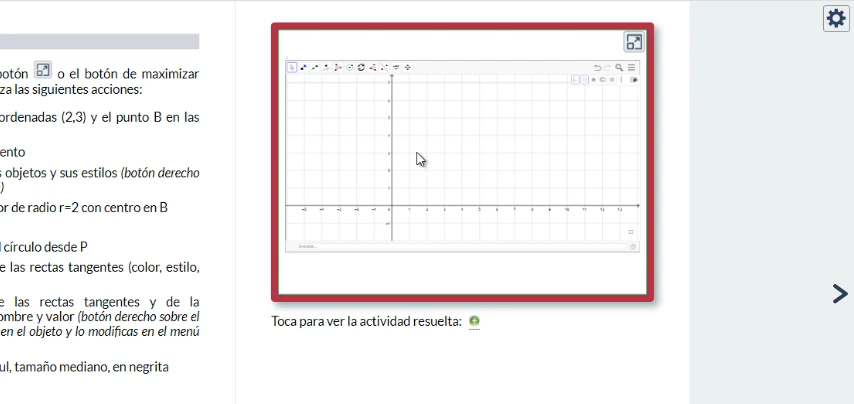 botón o el botón de maximizar
za las siguientes acciones:
ordenadas (2,3) y el punto B en las
ento
s objetos y sus estilos (botón derecho
)
or de radio r=2 con centro en B
l círculo desde P
e las rectas tangentes (color, estilo,
e las rectas tangentes y de la
ombre y valor (botón derecho sobre el
en el objeto y lo modificas en el menú
ul, tamaño mediano, en negrita
Toca para ver la actividad resuelta: